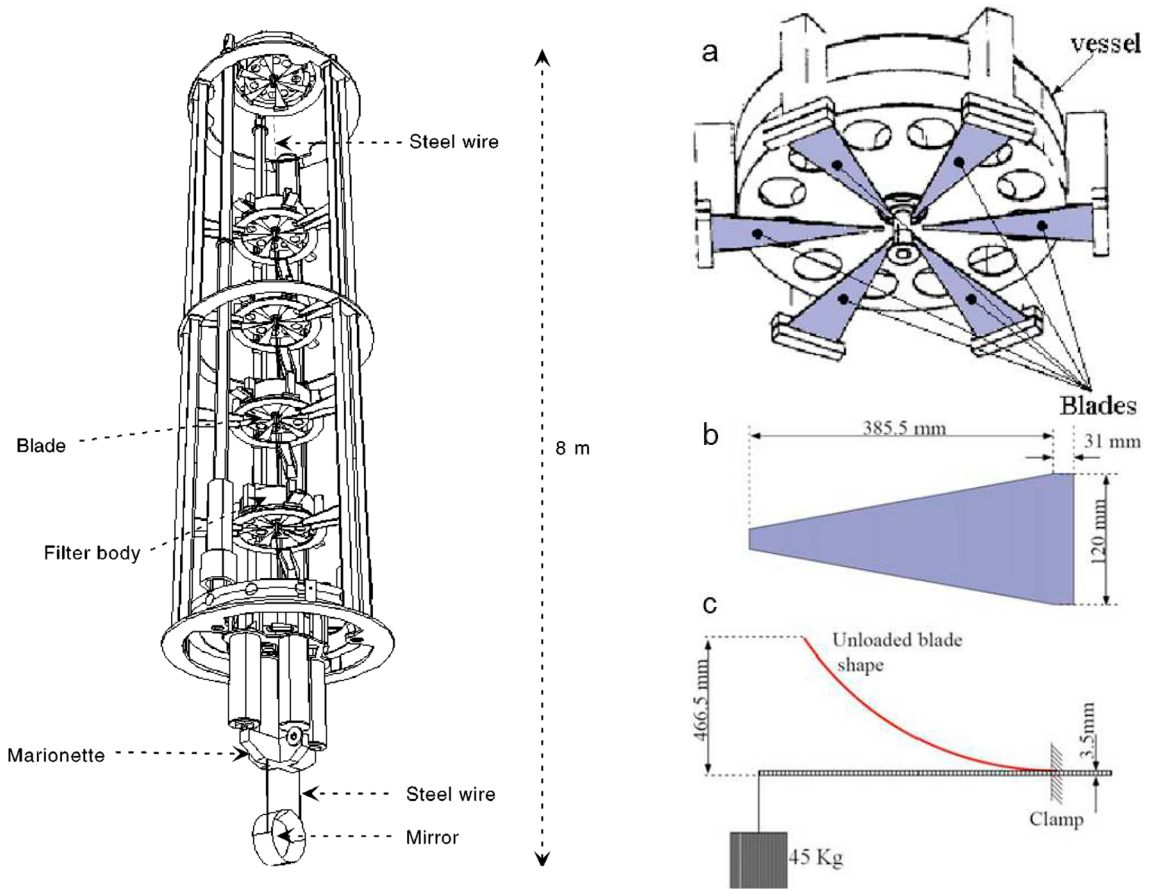 Steel wire
Blade
8 m
Filter body
Marionette
Steel wire
Mirror
a
vessel
Blades
b
385.5 mm
31 mm
120 mm
c
Unloaded blade
shape
466.5 mm
3.5mm
Clamp
45 Kg